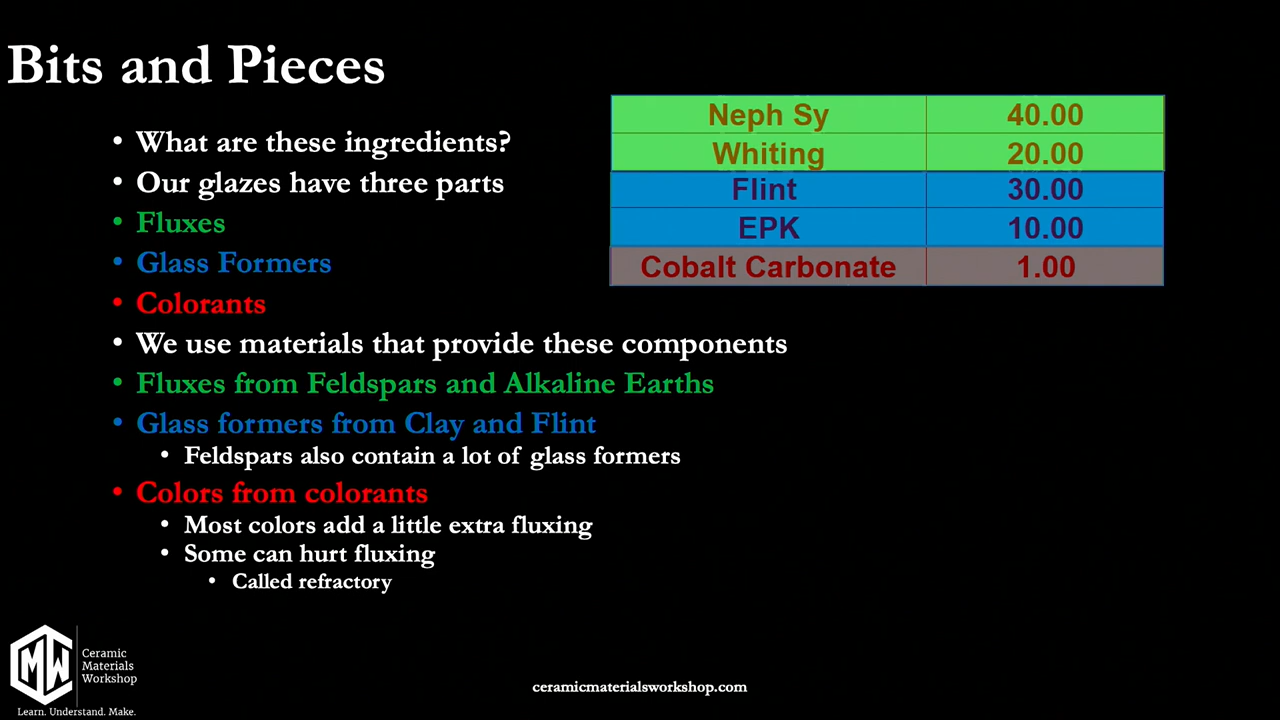 Bits and Pieces
• What are these ingredients?
• Our glazes have three parts
• Fluxes
• Glass Formers
• Colorants
• We use materials that provide these components
• Fluxes from Feldspars and Alkaline Earths
• Glass formers from Clay and Flint
• Feldspars also contain a lot of glass formers
• Colors from colorants
• Most colors add a little extra fluxing
• Some can hurt fluxing
• Called refractory
Neph Sy 40.00
Whiting 20.00
Flint 30.00
EPK 10.00
Cobalt Carbonate 1.00
CMW
Ceramic
Materials
Workshop
Learn. Understand. Make.
ceramicmaterialsworkshop.com